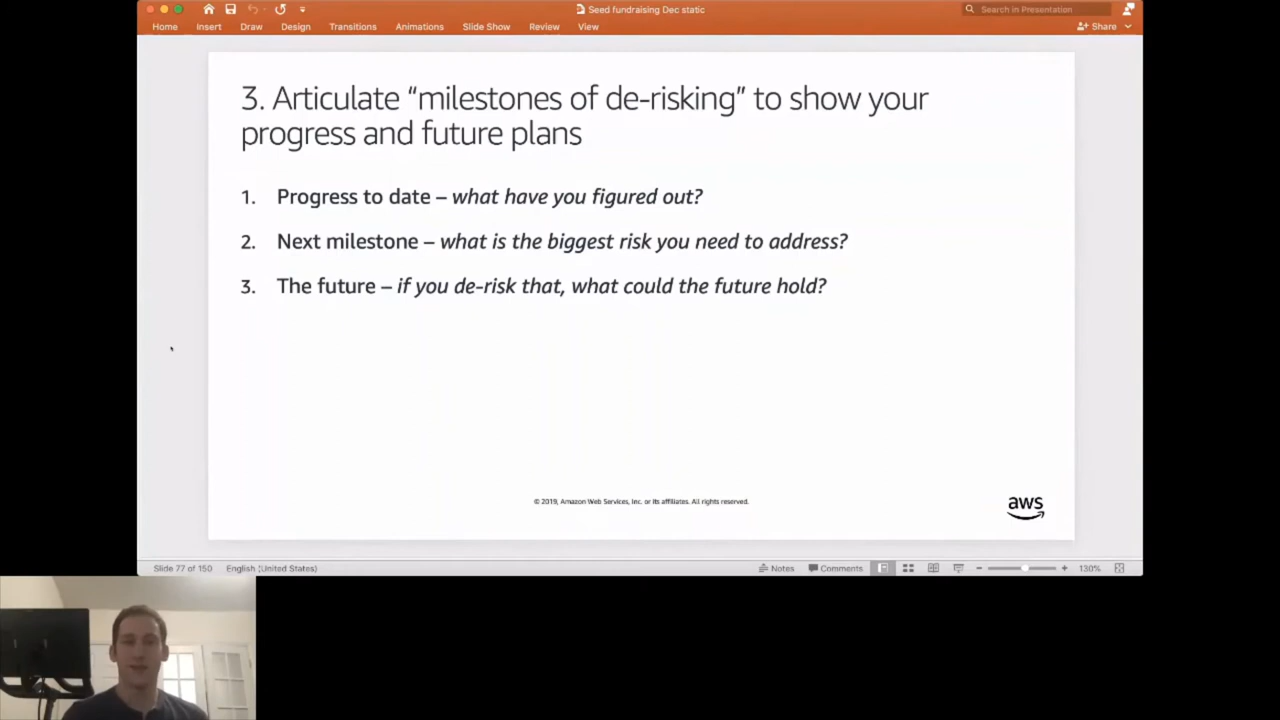 Seed fundraising Dec static
Search in Presentation
Home Insert Draw Design Transitions Animations Slide Show Review View Share
3. Articulate “milestones of de-risking” to show your
progress and future plans
1. Progress to date – what have you figured out?
2. Next milestone – what is the biggest risk you need to address?
3. The future – if you de-risk that, what could the future hold?
© 2019, Amazon Web Services, Inc. or its affiliates. All rights reserved.
aws
Slide 77 of 150 English (United States) Notes Comments 130%